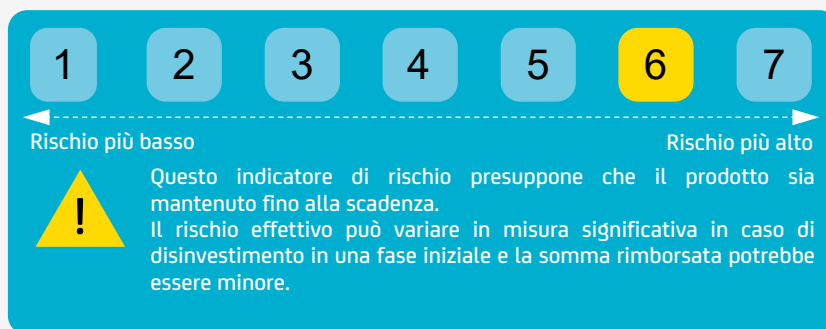 1 2 3 4 5 6 7
Rischio più basso Rischio più alto
!
Questo indicatore di rischio presuppone che il prodotto sia
mantenuto fino alla scadenza.
Il rischio effettivo può variare in misura significativa in caso di
disinvestimento in una fase iniziale e la somma rimborsata potrebbe
essere minore.